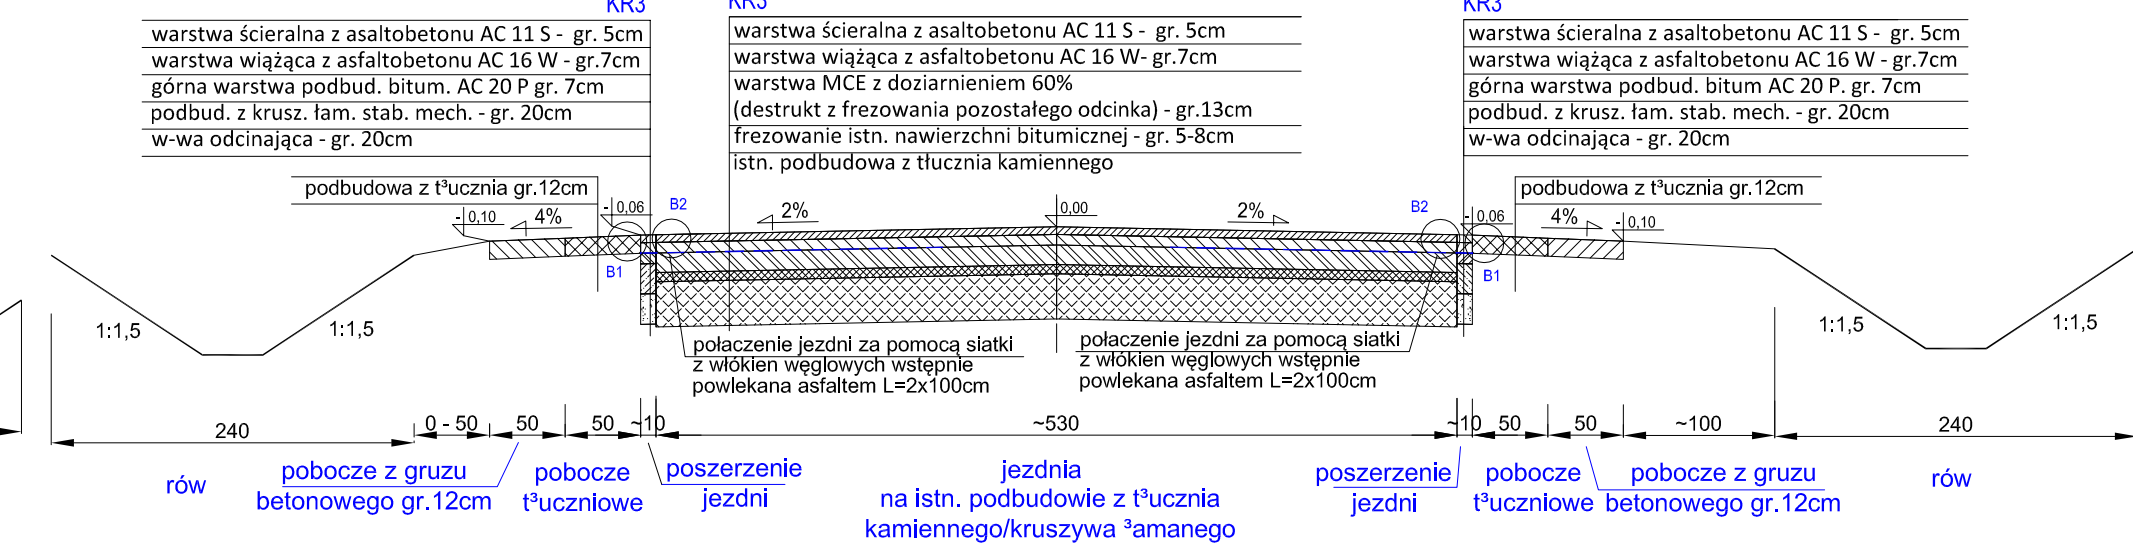 KR3
warstwa ścieralna z asaltobetonu AC 11 S - gr. 5cm
warstwa wiążąca z asfaltobetonu AC 16 W - gr.7cm
górna warstwa podbud. bitum. AC 20 P gr. 7cm
podbud. z krusz. łam. stab. mech. - gr. 20cm
w-wa odcinająca - gr. 20cm
KR3
warstwa ścieralna z asaltobetonu AC 11 S - gr. 5cm
warstwa wiążąca z asfaltobetonu AC 16 W- gr.7cm
warstwa MCE z doziarnieniem 60%
(destrukt z frezowania pozostałego odcinka) - gr.13cm
frezowanie istn. nawierzchni bitumicznej - gr. 5-8cm
istn. podbudowa z tłucznia kamiennego
KR3
warstwa ścieralna z asaltobetonu AC 11 S - gr. 5cm
warstwa wiążąca z asfaltobetonu AC 16 W - gr.7cm
górna warstwa podbud. bitum AC 20 P. gr. 7cm
podbud. z krusz. łam. stab. mech. - gr. 20cm
w-wa odcinająca - gr. 20cm
podbudowa z t³ucznia gr.12cm
podbudowa z t³ucznia gr.12cm
-0,10
4%
-0,06
B2
2%
0,00
2%
B2
-0,06
4%
-0,10
B1
B1
1:1,5
1:1,5
1:1,5
1:1,5
połaczenie jezdni za pomocą siatki
z włókien węglowych wstępnie
powlekana asfaltem L=2x100cm
połaczenie jezdni za pomocą siatki
z włókien węglowych wstępnie
powlekana asfaltem L=2x100cm
240
0 - 50
50
50
~10
~530
~10
50
50
~100
240
rów
pobocze z gruzu
betonowego gr.12cm
pobocze
t³uczniowe
poszerzenie
jezdni
jezdnia
na istn. podbudowie z t³ucznia
kamiennego/kruszywa ³amanego
poszerzenie
jezdni
pobocze
t³uczniowe
pobocze z gruzu
betonowego gr.12cm
rów